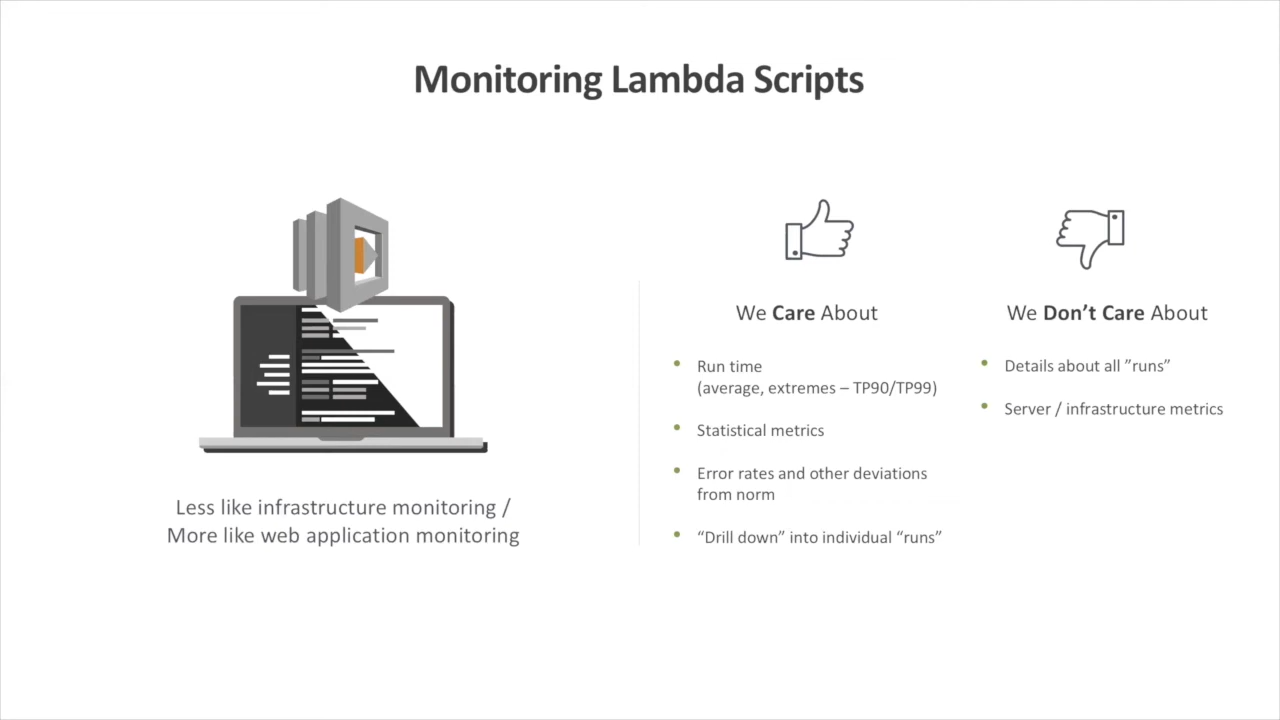 Monitoring Lambda Scripts
Less like infrastructure monitoring /
More like web application monitoring
We Care About
• Run time
(average, extremes – TP90/TP99)
• Statistical metrics
• Error rates and other deviations
from norm
• “Drill down” into individual “runs”
We Don’t Care About
• Details about all ”runs”
• Server / infrastructure metrics